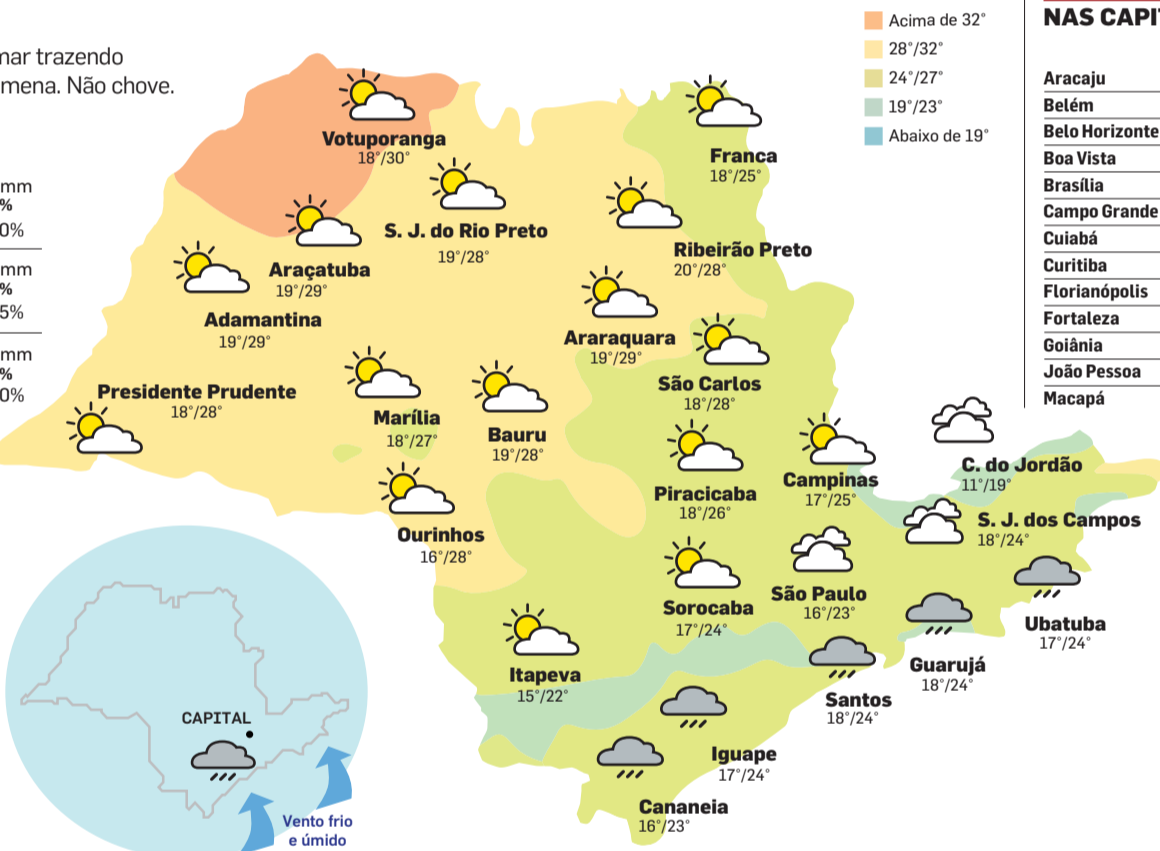 mar trazendo
mena. Não chove.
mm
%
0%
mm
%
5%
mm
%
0%
Acima de 32°
28°/32°
24°/27°
19°/23°
Abaixo de 19°
NAS CAPI
Aracaju
Belém
Belo Horizonte
Boa Vista
Brasília
Campo Grande
Cuiabá
Curitiba
Florianópolis
Fortaleza
Goiânia
João Pessoa
Macapá
Votuporanga
18°/30°
Franca
18°/25°
S. J. do Rio Preto
19°/28°
Ribeirão Preto
20°/28°
Araçatuba
19°/29°
Adamantina
19°/29°
Araraquara
19°/29°
São Carlos
18°/28°
Presidente Prudente
18°/28°
Marília
18°/27°
Bauru
19°/28°
Piracicaba
18°/26°
Campinas
17°/25°
C. do Jordão
11°/19°
S. J. dos Campos
18°/24°
Ourinhos
16°/28°
Sorocaba
17°/24°
São Paulo
16°/23°
Ubatuba
17°/24°
Guarujá
18°/24°
Itapeva
15°/22°
Santos
18°/24°
Iguape
17°/24°
Cananeia
16°/23°
CAPITAL
Vento frio
e úmido